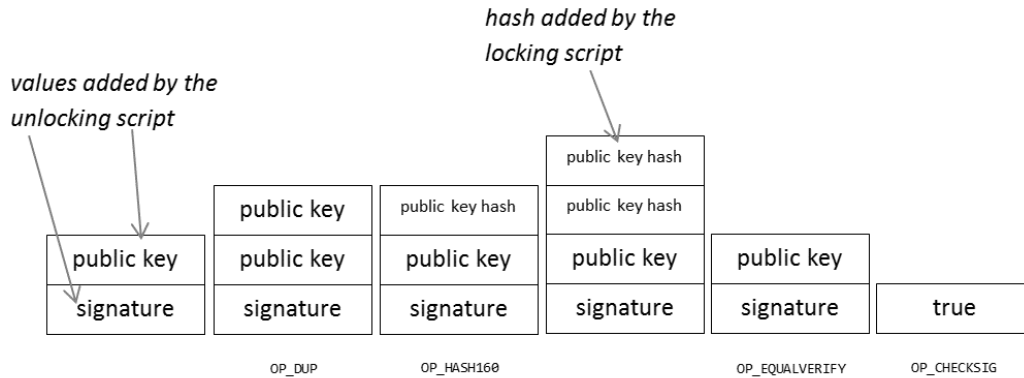 hash added by the
locking script
values added by the
unlocking script
public key hash
public key public key hash public key hash
public key public key public key public key public key
signature signature signature signature signature true
OP_DUP OP_HASH160 OP_EQUALVERIFY OP_CHECKSIG